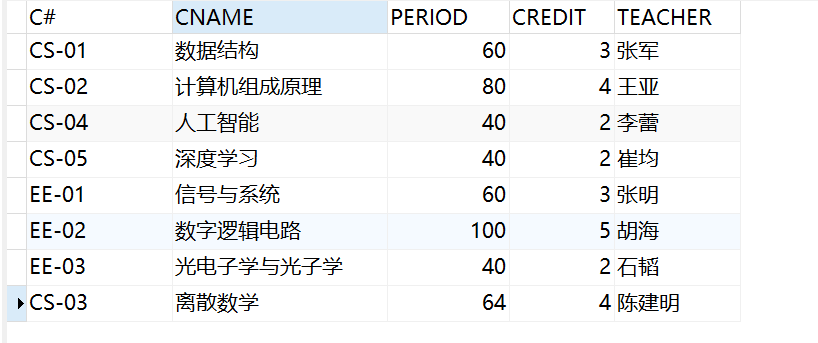 C# CNAME PERIOD CREDIT TEACHER
CS-01 数据结构 60 3 张军
CS-02 计算机组成原理 80 4 王亚
CS-04 人工智能 40 2 李蕾
CS-05 深度学习 40 2 崔均
EE-01 信号与系统 60 3 张明
EE-02 数字逻辑电路 100 5 胡海
EE-03 光电子学与光子学 40 2 石韬
CS-03 离散数学 64 4 陈建明